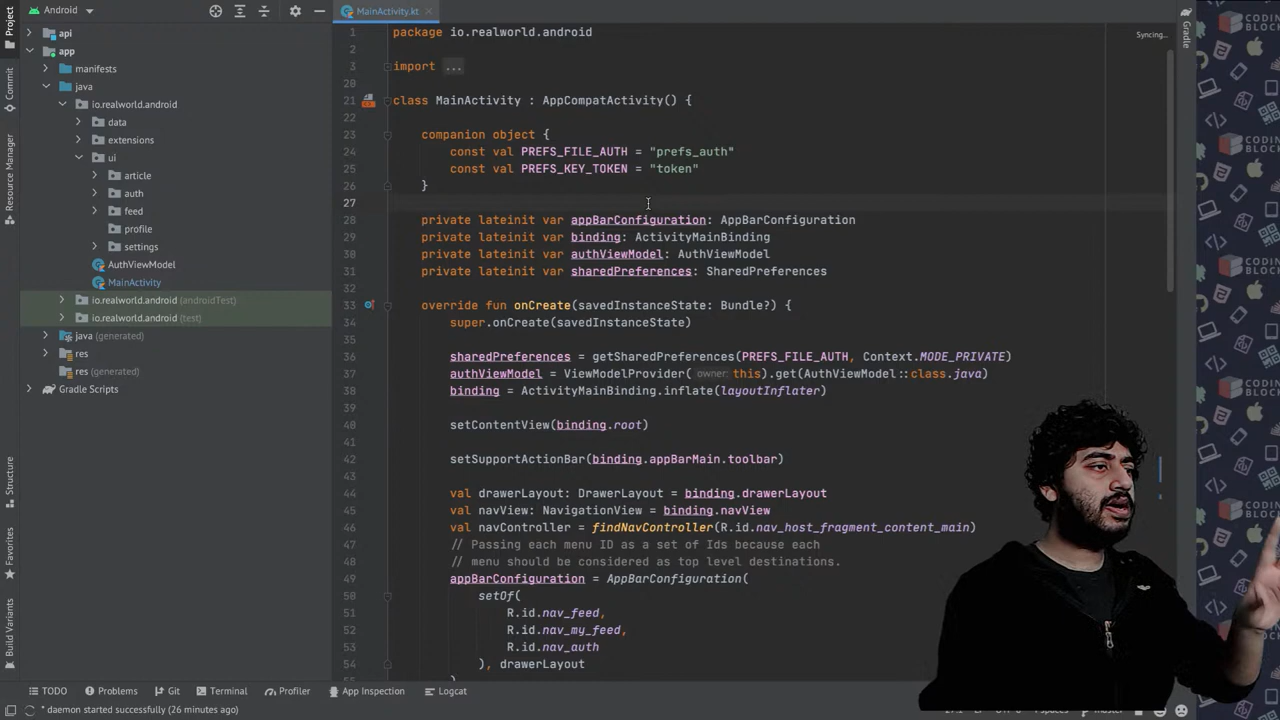 Android
MainActivity.kt
Project
Commit
Resource Manager
Structure
Favorites
Build Variants
api
app
manifests
java
io.realworld.android
data
extensions
ui
article
auth
feed
profile
settings
AuthViewModel
MainActivity
io.realworld.android (androidTest)
io.realworld.android (test)
java (generated)
res
res (generated)
Gradle Scripts
1 package io.realworld.android
2
3 import ...
20
21 class MainActivity : AppCompatActivity() {
22
23 companion object {
24 const val PREFS_FILE_AUTH = "prefs_auth"
25 const val PREFS_KEY_TOKEN = "token"
26 }
27
28 private lateinit var appBarConfiguration: AppBarConfiguration
29 private lateinit var binding: ActivityMainBinding
30 private lateinit var authViewModel: AuthViewModel
31 private lateinit var sharedPreferences: SharedPreferences
32
33 override fun onCreate(savedInstanceState: Bundle?) {
34 super.onCreate(savedInstanceState)
35
36 sharedPreferences = getSharedPreferences(PREFS_FILE_AUTH, Context.MODE_PRIVATE)
37 authViewModel = ViewModelProvider( owner: this).get(AuthViewModel::class.java)
38 binding = ActivityMainBinding.inflate(layoutInflater)
39
40 setContentView(binding.root)
41
42 setSupportActionBar(binding.appBarMain.toolbar)
43
44 val drawerLayout: DrawerLayout = binding.drawerLayout
45 val navView: NavigationView = binding.navView
46 val navController = findNavController(R.id.nav_host_fragment_content_main)
47 // Passing each menu ID as a set of Ids because each
48 // menu should be considered as top level destinations.
49 appBarConfiguration = AppBarConfiguration(
50 setOf(
51 R.id.nav_feed,
52 R.id.nav_my_feed,
53 R.id.nav_auth
54 ), drawerLayout
Syncing...
Gradle
TODO
Problems
Git
Terminal
Profiler
App Inspection
Logcat
* daemon started successfully (26 minutes ago)